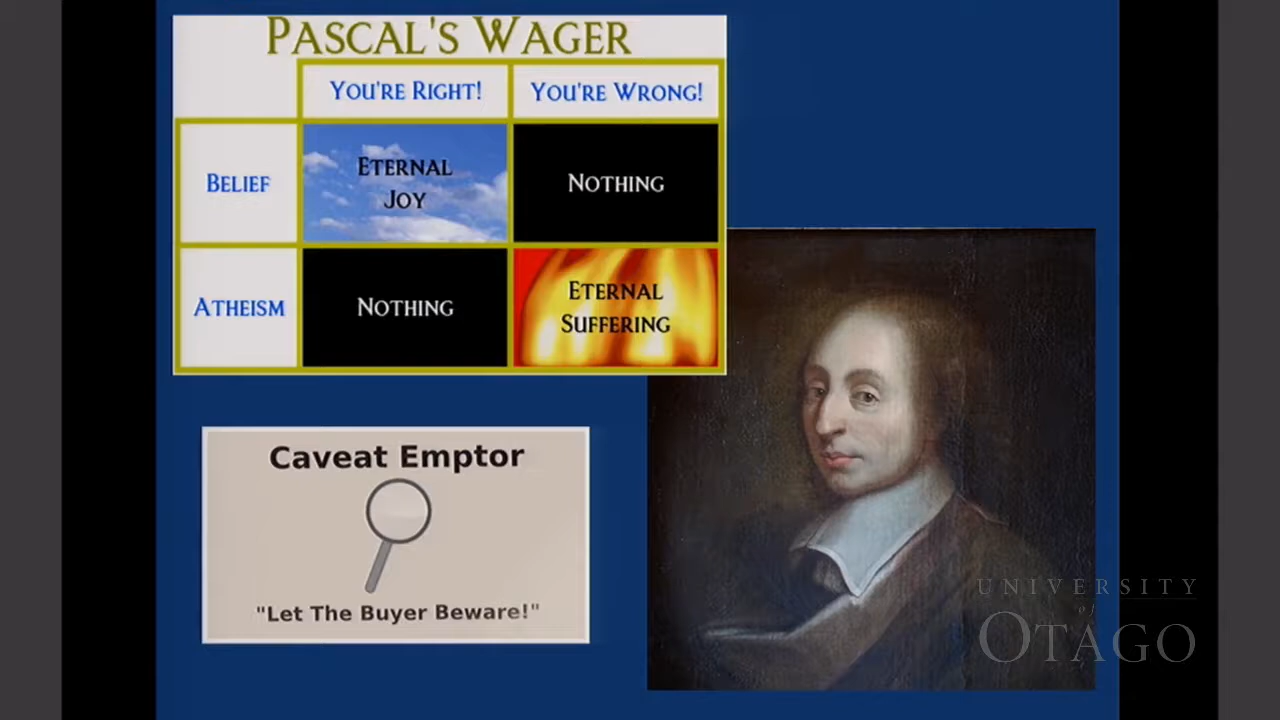 PASCAL'S WAGER
YOU'RE RIGHT!
YOU'RE WRONG!
BELIEF
ETERNAL
JOY
NOTHING
ATHEISM
NOTHING
ETERNAL
SUFFERING
Caveat Emptor
"Let The Buyer Beware!"
UNIVERSITY
of
OTAGO